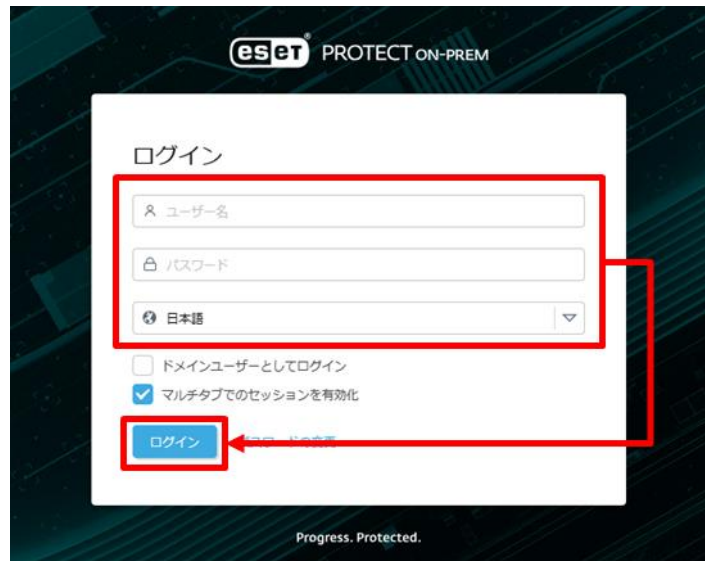 eset PROTECT ON-PREM
ログイン
ユーザー名
パスワード
日本語
ドメインユーザーとしてログイン
マルチタブでのセッションを有効化
ログイン
Progress. Protected.